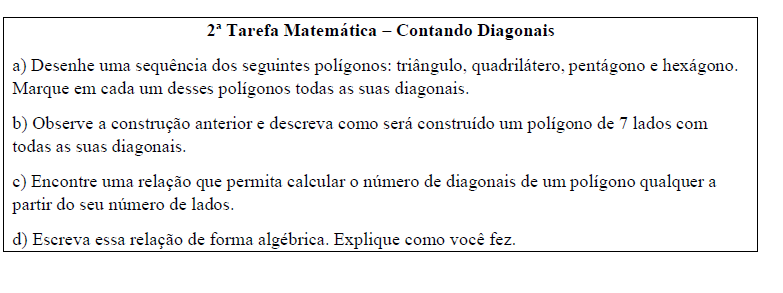 2ª Tarefa Matemática – Contando Diagonais
a) Desenhe uma sequência dos seguintes polígonos: triângulo, quadrilátero, pentágono e hexágono.
Marque em cada um desses polígonos todas as suas diagonais.
b) Observe a construção anterior e descreva como será construído um polígono de 7 lados com
todas as suas diagonais.
c) Encontre uma relação que permita calcular o número de diagonais de um polígono qualquer a
partir do seu número de lados.
d) Escreva essa relação de forma algébrica. Explique como você fez.